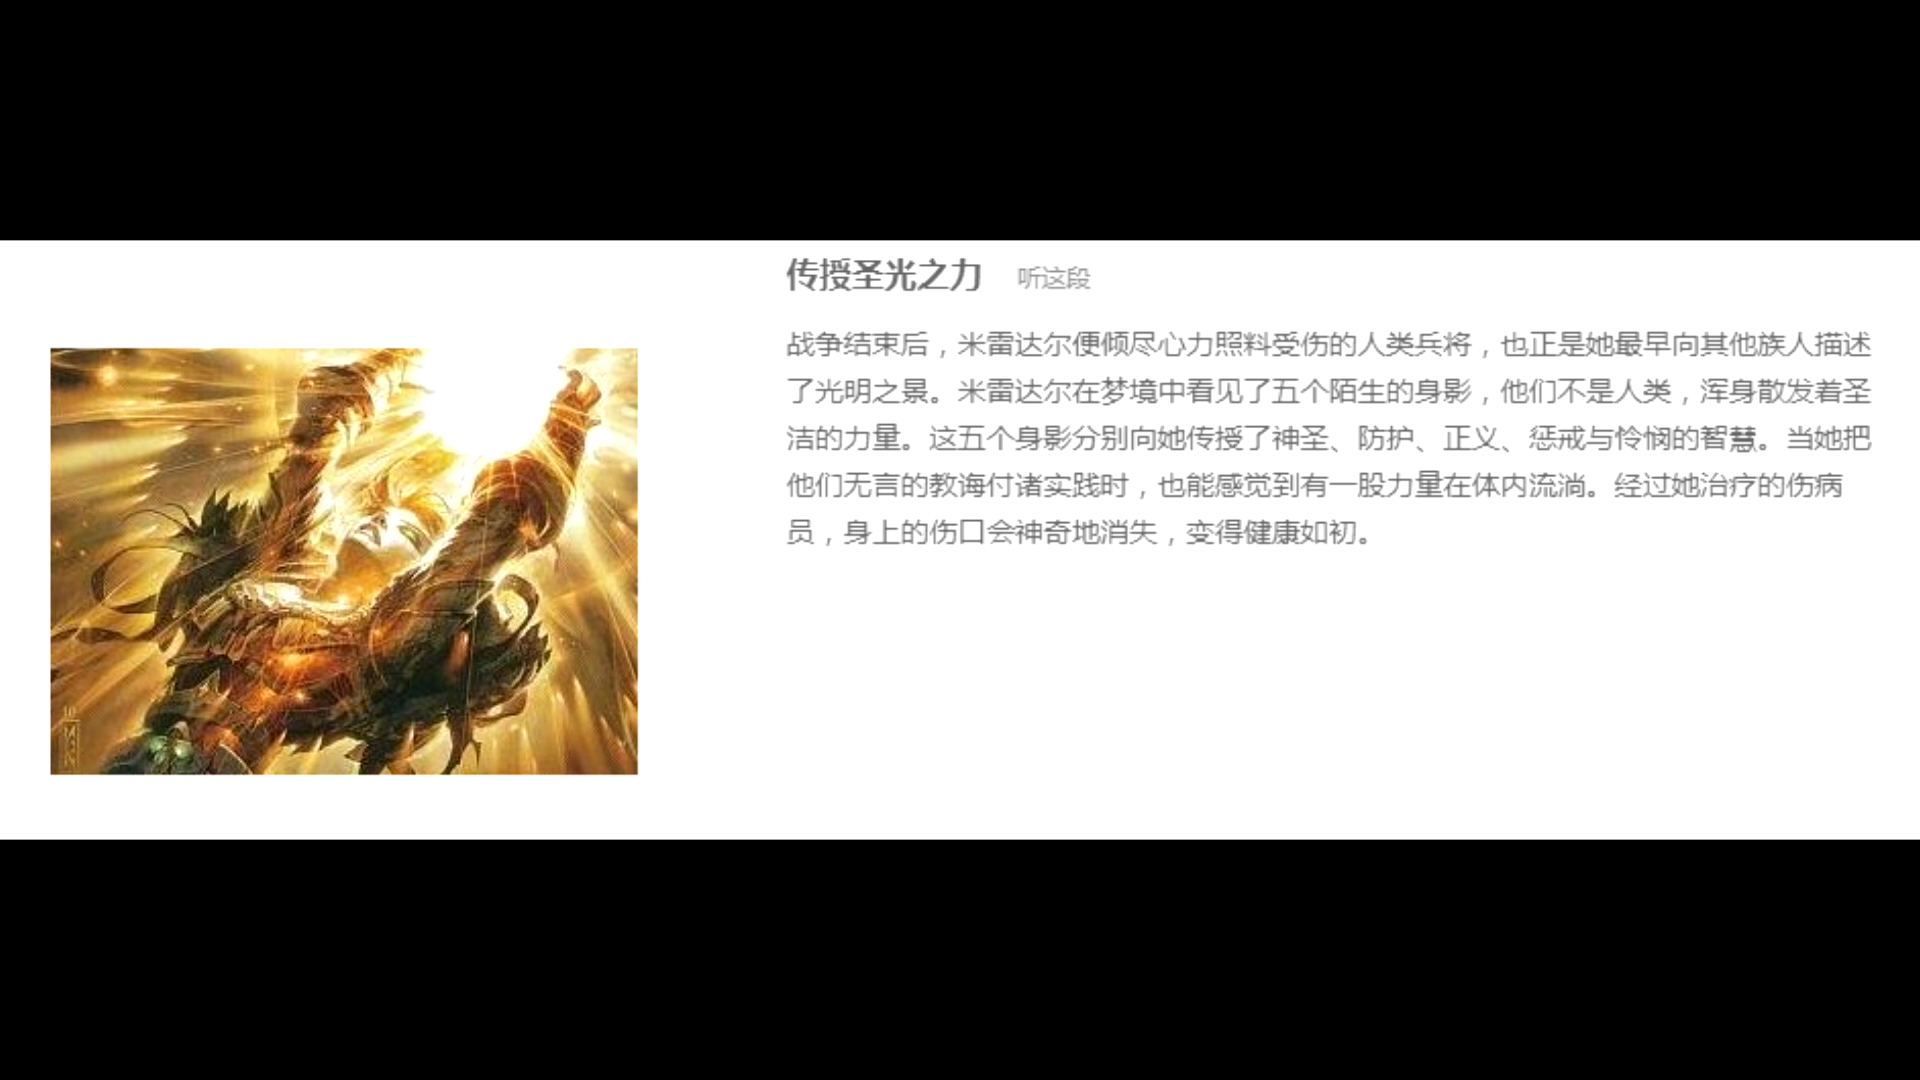 传授圣光之力 听这段
战争结束后，米雷达尔便倾尽心力照料受伤的人类兵将，也正是她最早向其他族人描述
了光明之景。米雷达尔在梦境中看见了五个陌生的身影，他们不是人类，浑身散发着圣
洁的力量。这五个身影分别向她传授了神圣、防护、正义、惩戒与怜悯的智慧。当她把
他们无言的教诲付诸实践时，也能感觉到有一股力量在体内流淌。经过她治疗的伤病
员，身上的伤口会神奇地消失，变得健康如初。